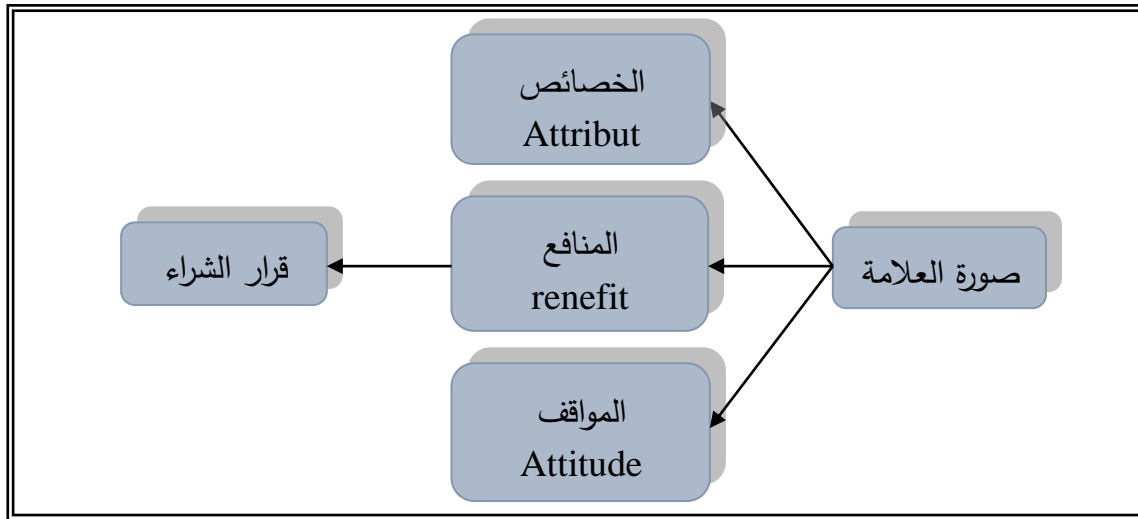 الخصائص
Attribut
صورة العلامة
المنافع
renefit
قرار الشراء
المواقف
Attitude